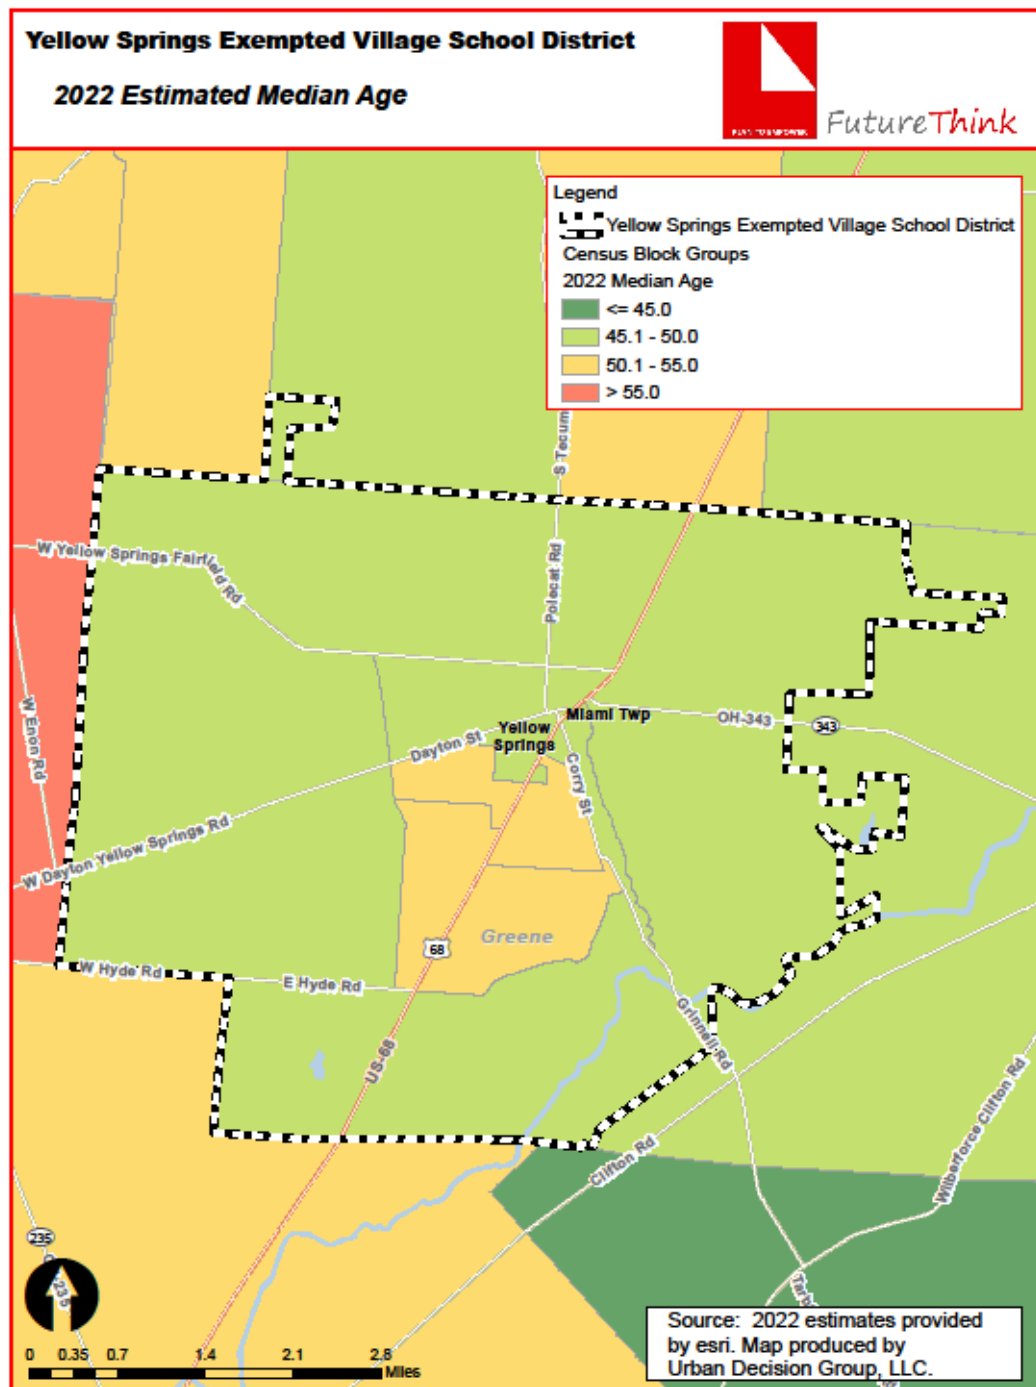 Yellow Springs Exempted Village School District
2022 Estimated Median Age
PLAN TO EMPOWER
FutureThink
Legend
Yellow Springs Exempted Village School District
Census Block Groups
2022 Median Age
<= 45.0
45.1 - 50.0
50.1 - 55.0
> 55.0
S Tecum
W Yellow Springs Fairfield Rd
Polecat Rd
W Enon Rd
Miami Twp
OH-343
343
Yellow
Springs
Dayton St
Corry St
W Dayton Yellow Springs Rd
Greene
68
W Hyde Rd
E Hyde Rd
Grinnell Rd
US-68
Clifton Rd
Wilberforce Clifton Rd
235
235
Tarb
0 0.35 0.7 1.4 2.1 2.8
Miles
Source: 2022 estimates provided
by esri. Map produced by
Urban Decision Group, LLC.